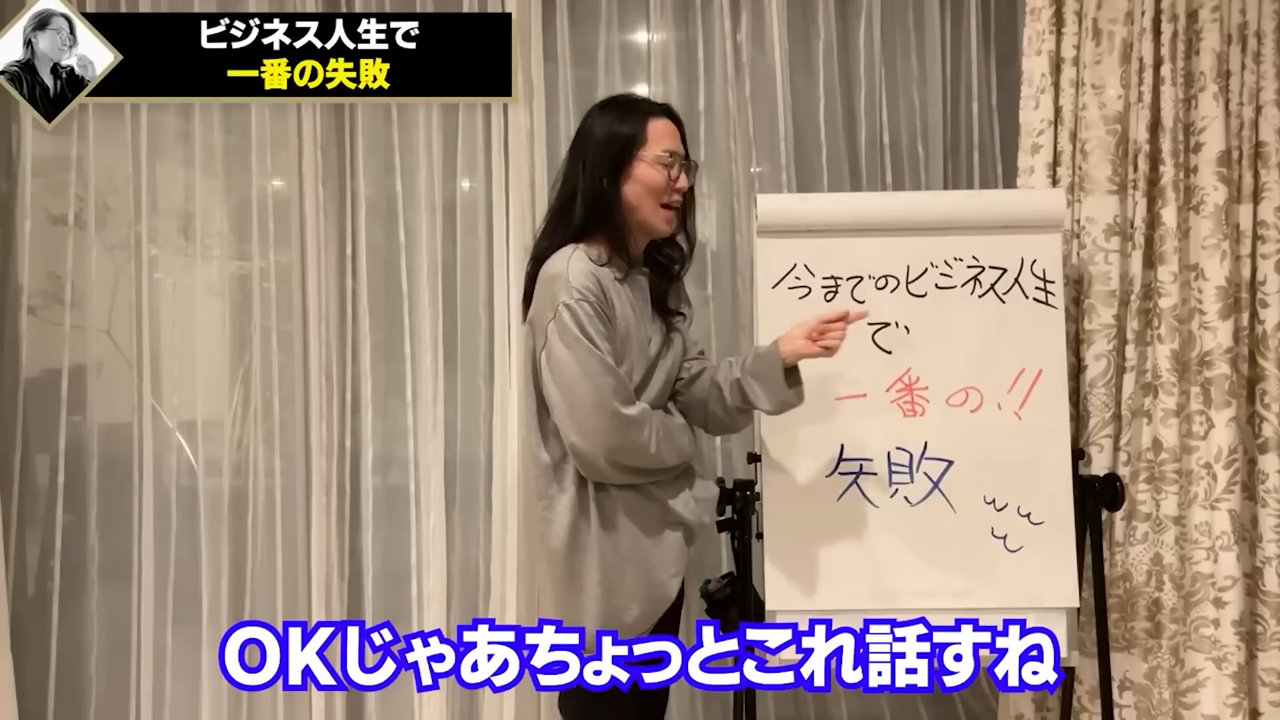 ビジネス人生で
一番の失敗
今までのビジネス人生
で
一番の!!
失敗
OKじゃあちょっとこれ話すね